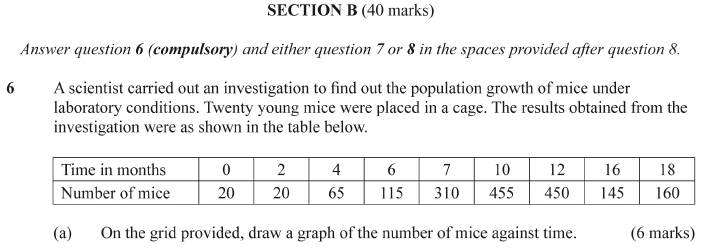 SECTION B (40 marks)
Answer question 6 (compulsory) and either question 7 or 8 in the spaces provided after question 8.
6 A scientist carried out an investigation to find out the population growth of mice under
laboratory conditions. Twenty young mice were placed in a cage. The results obtained from the
investigation were as shown in the table below.
Time in months 0 2 4 6 7 10 12 16 18
Number of mice 20 20 65 115 310 455 450 145 160
(a) On the grid provided, draw a graph of the number of mice against time. (6 marks)